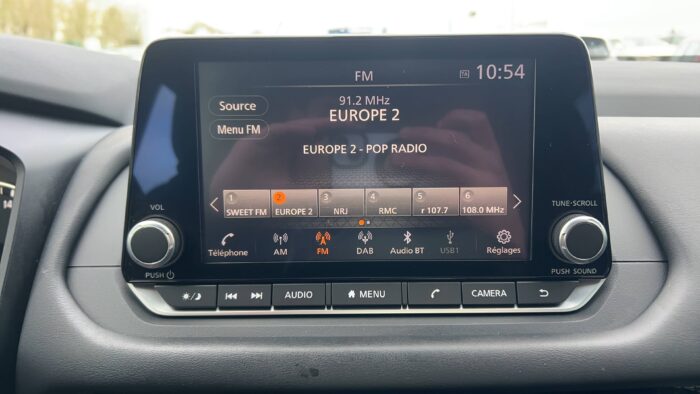 FM
TA
10:54
Source
91.2 MHz
EUROPE 2
Menu FM
EUROPE 2 - POP RADIO
1
2
3
4
5
6
SWEET FM
EUROPE 2
NRJ
RMC
r 107.7
108.0 MHz
Téléphone
AM
FM
DAB
Audio BT
USB1
Réglages
VOL
PUSH
TUNE·SCROLL
PUSH SOUND
AUDIO
MENU
CAMERA
14